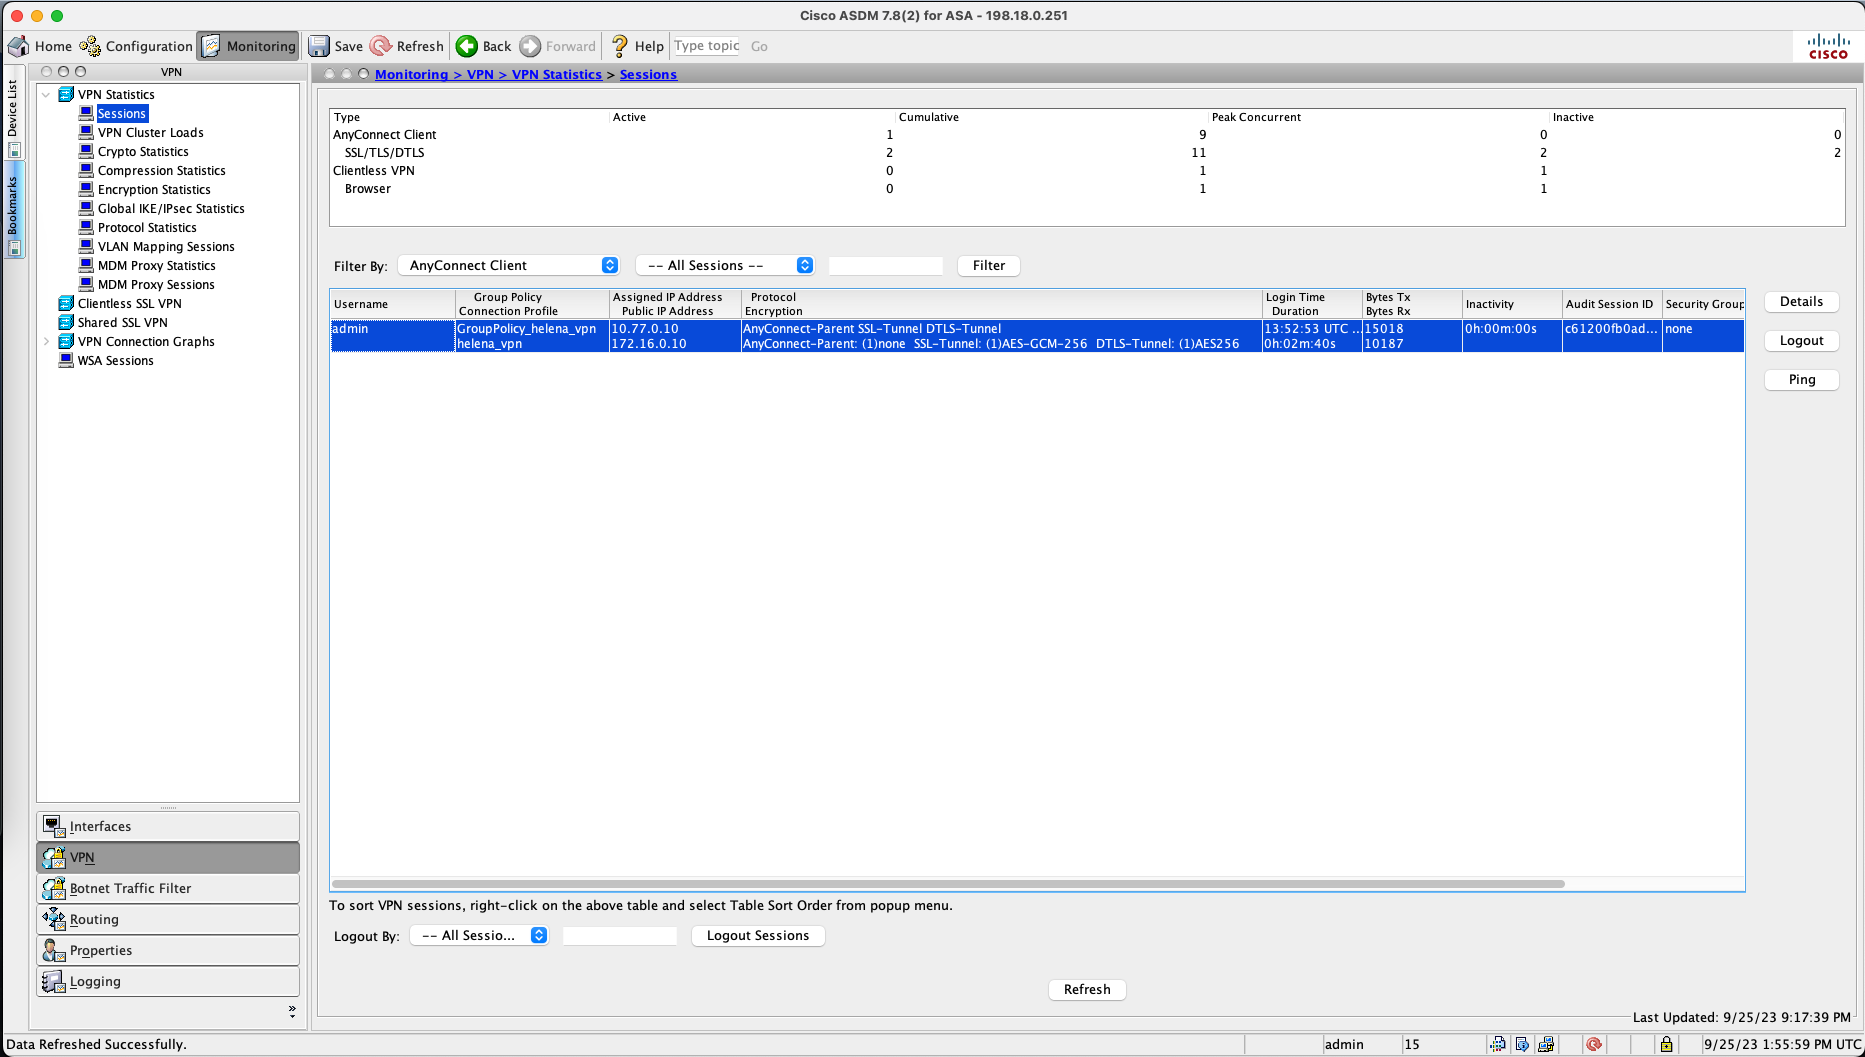 Cisco ASDM 7.8(2) for ASA - 198.18.0.251
Home Configuration Monitoring Save Refresh Back Forward Help Type topic Go
CISCO
Device List
Bookmarks
VPN
VPN Statistics
Sessions
VPN Cluster Loads
Crypto Statistics
Compression Statistics
Encryption Statistics
Global IKE/IPsec Statistics
Protocol Statistics
VLAN Mapping Sessions
MDM Proxy Statistics
MDM Proxy Sessions
Clientless SSL VPN
Shared SSL VPN
VPN Connection Graphs
WSA Sessions
Interfaces
VPN
Botnet Traffic Filter
Routing
Properties
Logging
Monitoring > VPN > VPN Statistics > Sessions
Type Active Cumulative Peak Concurrent Inactive
AnyConnect Client 1 9 0 0
SSL/TLS/DTLS 2 11 2 2
Clientless VPN 0 1 1
Browser 0 1 1
Filter By: AnyConnect Client -- All Sessions -- Filter
Username Group Policy Connection Profile Assigned IP Address Public IP Address Protocol Encryption Login Time Duration Bytes Tx Bytes Rx Inactivity Audit Session ID Security Group
admin GroupPolicy_helena_vpn 10.77.0.10 AnyConnect-Parent SSL-Tunnel DTLS-Tunnel 13:52:53 UTC ... 15018 0h:00m:00s c61200fb0ad... none
helena_vpn 172.16.0.10 AnyConnect-Parent: (1)none SSL-Tunnel: (1)AES-GCM-256 DTLS-Tunnel: (1)AES256 0h:02m:40s 10187
Details
Logout
Ping
To sort VPN sessions, right-click on the above table and select Table Sort Order from popup menu.
Logout By: -- All Sessio... Logout Sessions
Refresh
Last Updated: 9/25/23 9:17:39 PM
Data Refreshed Successfully. admin 15 9/25/23 1:55:59 PM UTC